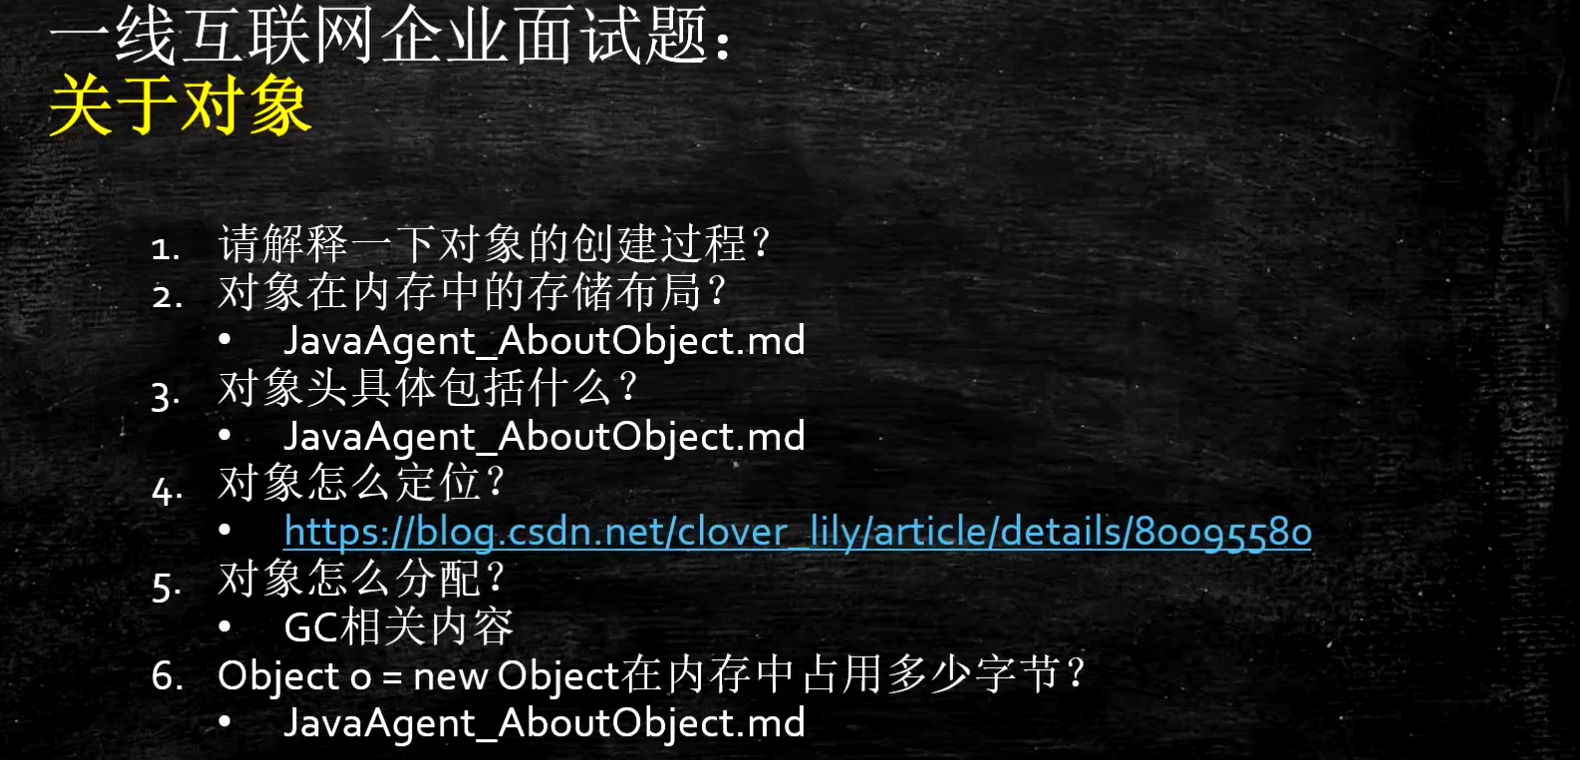 一线互联网企业面试题：
关于对象
1. 请解释一下对象的创建过程？
2. 对象在内存中的存储布局？
• JavaAgent_AboutObject.md
3. 对象头具体包括什么？
• JavaAgent_AboutObject.md
4. 对象怎么定位？
• https://blog.csdn.net/clover_lily/article/details/80095580
5. 对象怎么分配？
• GC相关内容
6. Object o = new Object在内存中占用多少字节？
• JavaAgent_AboutObject.md